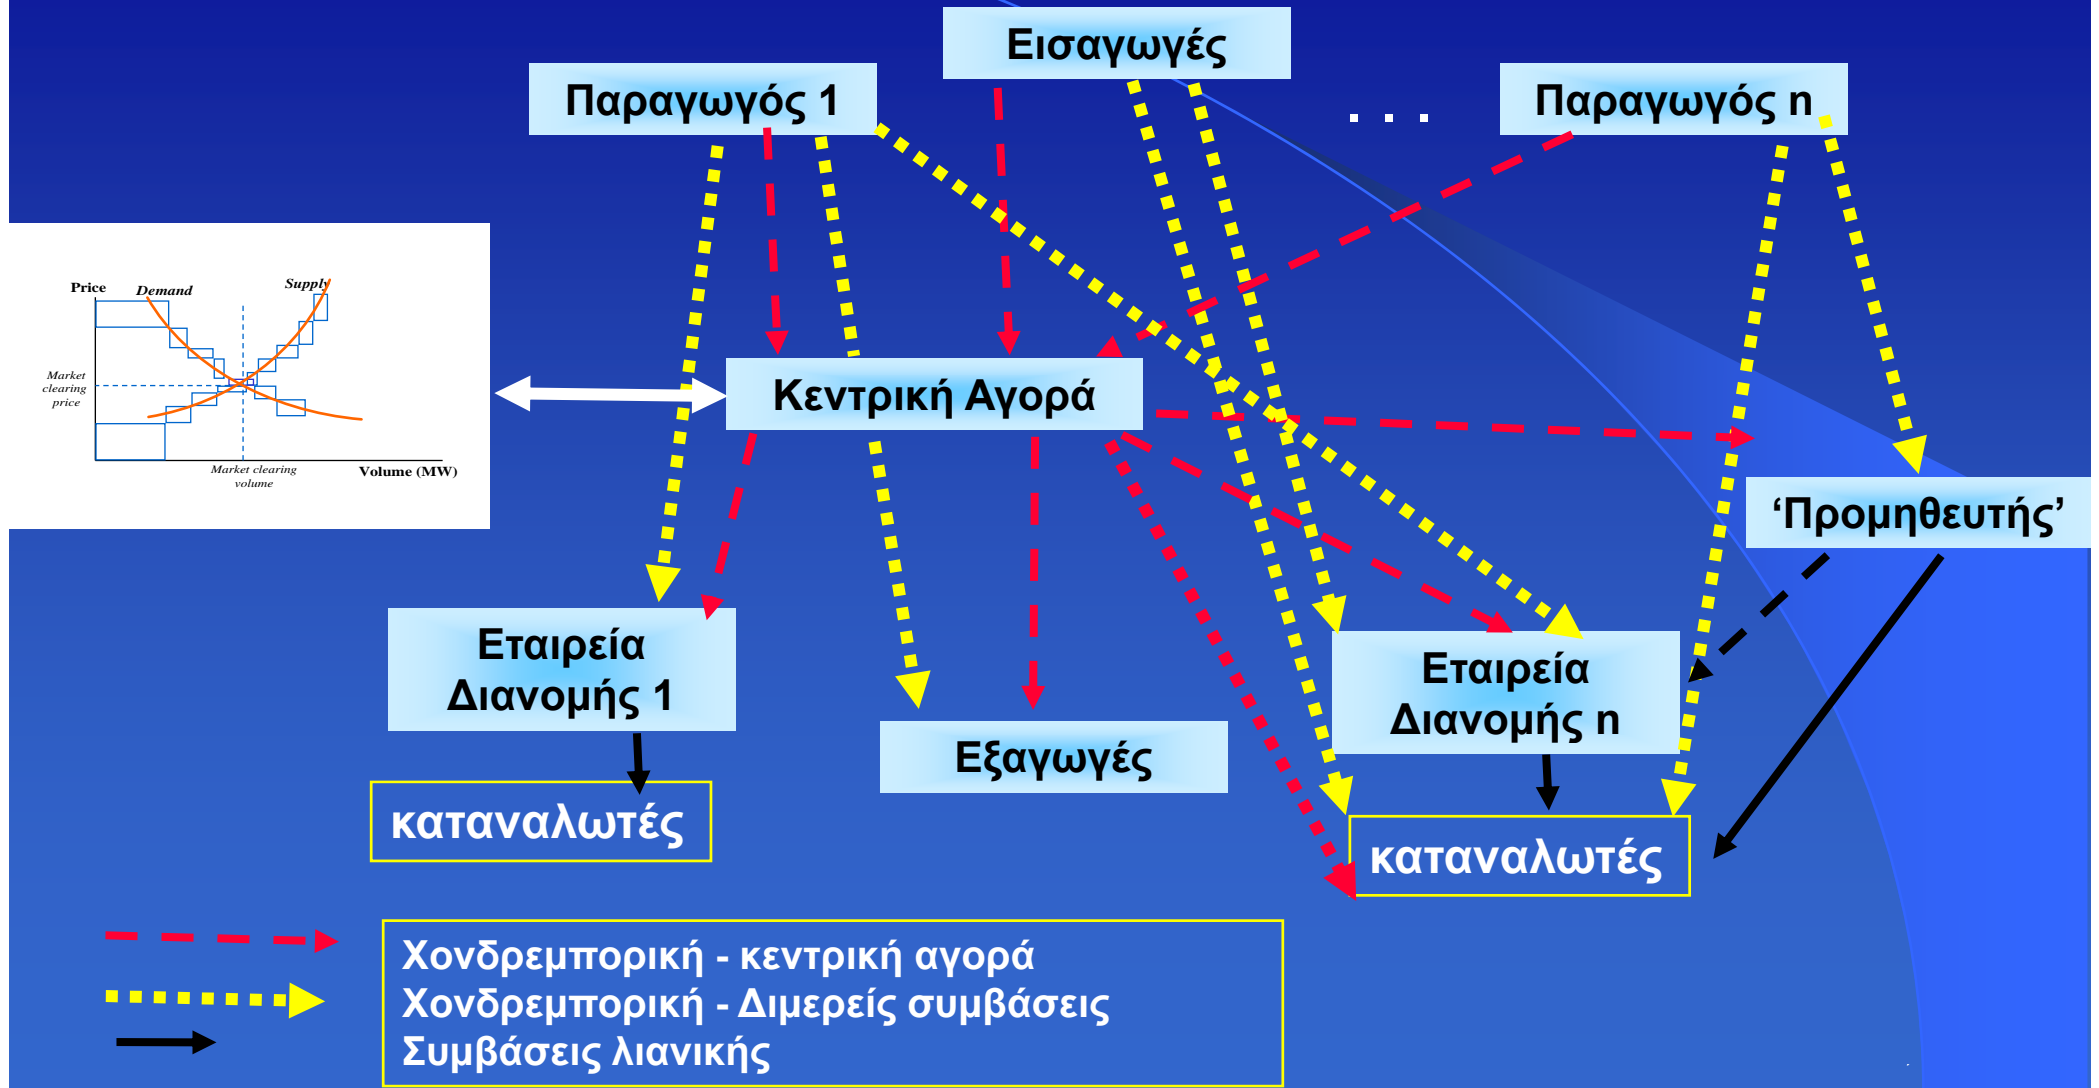 Εισαγωγές
Παραγωγός 1
. . .
Παραγωγός n
Price
Demand
Supply
Market
clearing
price
Market clearing
volume
Volume (MW)
Κεντρική Αγορά
‘Προμηθευτής’
Εταιρεία
Διανομής 1
Εξαγωγές
Εταιρεία
Διανομής n
καταναλωτές
καταναλωτές
Χονδρεμπορική - κεντρική αγορά
Χονδρεμπορική - Διμερείς συμβάσεις
Συμβάσεις λιανικής